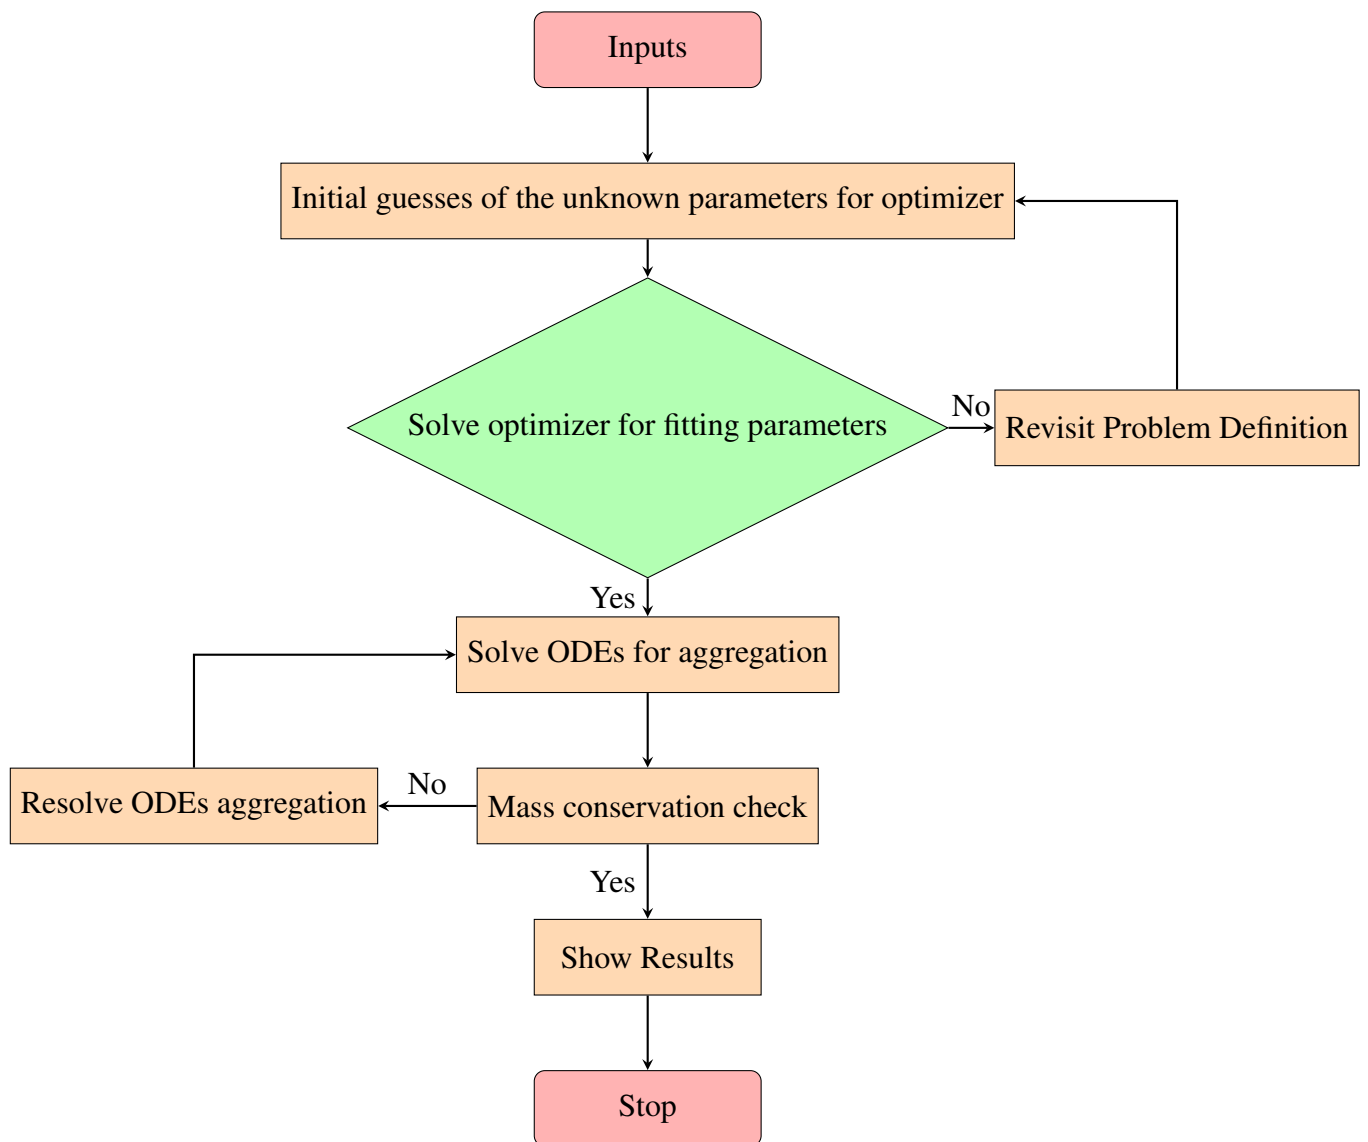 Inputs
Initial guesses of the unknown parameters for optimizer
Solve optimizer for fitting parameters
No
Revisit Problem Definition
Yes
Solve ODEs for aggregation
Resolve ODEs aggregation
No
Mass conservation check
Yes
Show Results
Stop